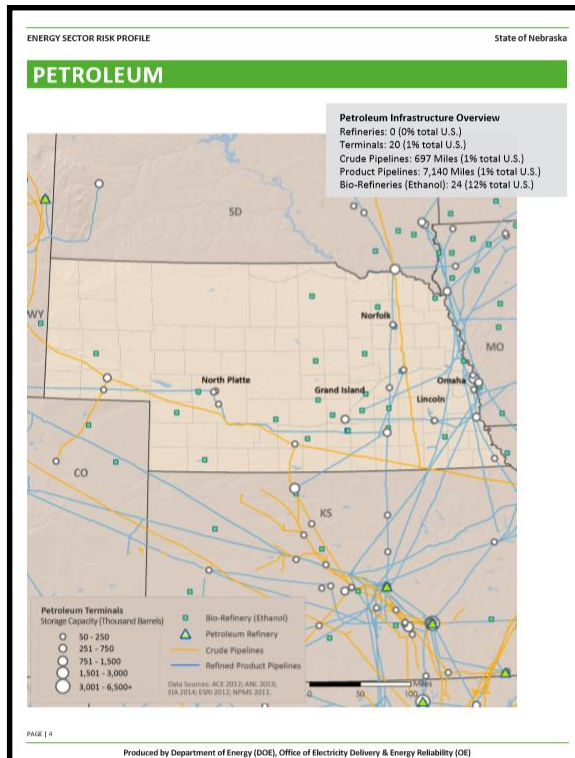 ENERGY SECTOR RISK PROFILE
State of Nebraska
PETROLEUM
Petroleum Infrastructure Overview
Refineries: 0 (0% total U.S.)
Terminals: 20 (1% total U.S.)
Crude Pipelines: 697 Miles (1% total U.S.)
Product Pipelines: 7,140 Miles (1% total U.S.)
Bio-Refineries (Ethanol): 24 (12% total U.S.)
SD
WY
Norfolk
MO
North Platte
Grand Island
Omaha
Lincoln
CO
KS
Petroleum Terminals
Storage Capacity (Thousand Barrels)
50 - 250
251 - 750
751 - 1,500
1,501 - 3,000
3,001 - 6,500+
Bio-Refinery (Ethanol)
Petroleum Refinery
Crude Pipelines
Refined Product Pipelines
Data Sources: ACE 2012; ANL 2013;
EIA 2014; ESRI 2012; NPMS 2011.
Miles
0 50 100
PAGE | 4
Produced by Department of Energy (DOE), Office of Electricity Delivery & Energy Reliability (OE)